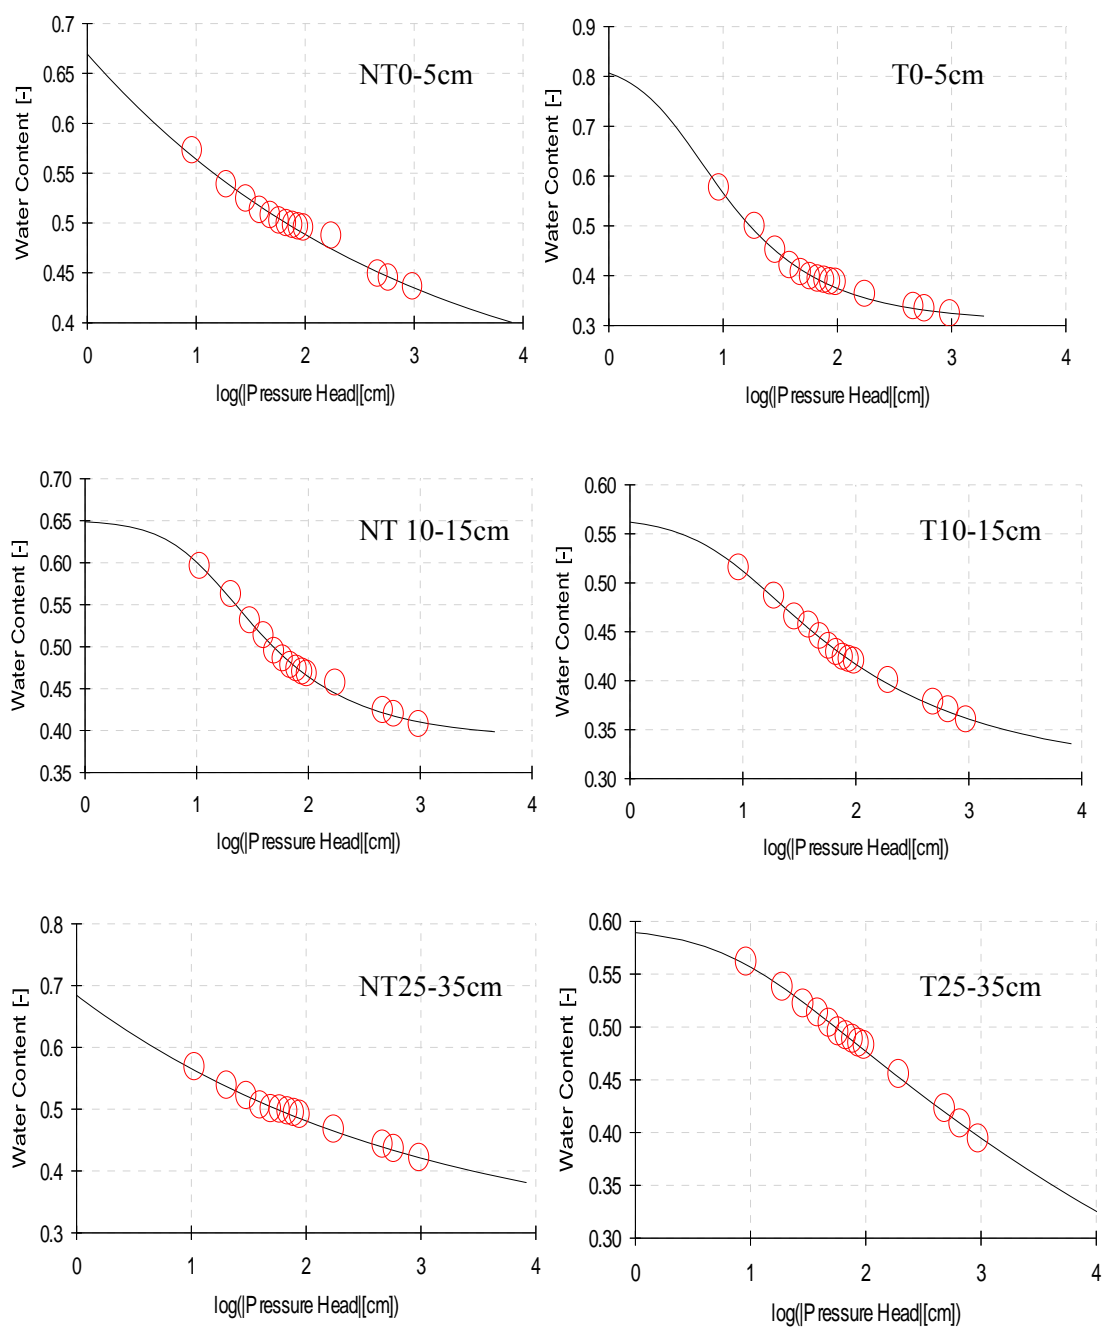 0.7
0.65
0.6
0.55
0.5
0.45
0.4
Water Content [-]
NT0-5cm
0 1 2 3 4
log(|Pressure Head|[cm])
0.9
0.8
0.7
0.6
0.5
0.4
0.3
Water Content [-]
T0-5cm
0 1 2 3 4
log(|Pressure Head|[cm])
0.70
0.65
0.60
0.55
0.50
0.45
0.40
0.35
Water Content [-]
NT 10-15cm
0 1 2 3 4
log(|Pressure Head|[cm])
0.60
0.55
0.50
0.45
0.40
0.35
0.30
Water Content [-]
T10-15cm
0 1 2 3 4
log(|Pressure Head|[cm])
0.8
0.7
0.6
0.5
0.4
0.3
Water Content [-]
NT25-35cm
0 1 2 3 4
log(|Pressure Head|[cm])
0.60
0.55
0.50
0.45
0.40
0.35
0.30
Water Content [-]
T25-35cm
0 1 2 3 4
log(|Pressure Head|[cm])